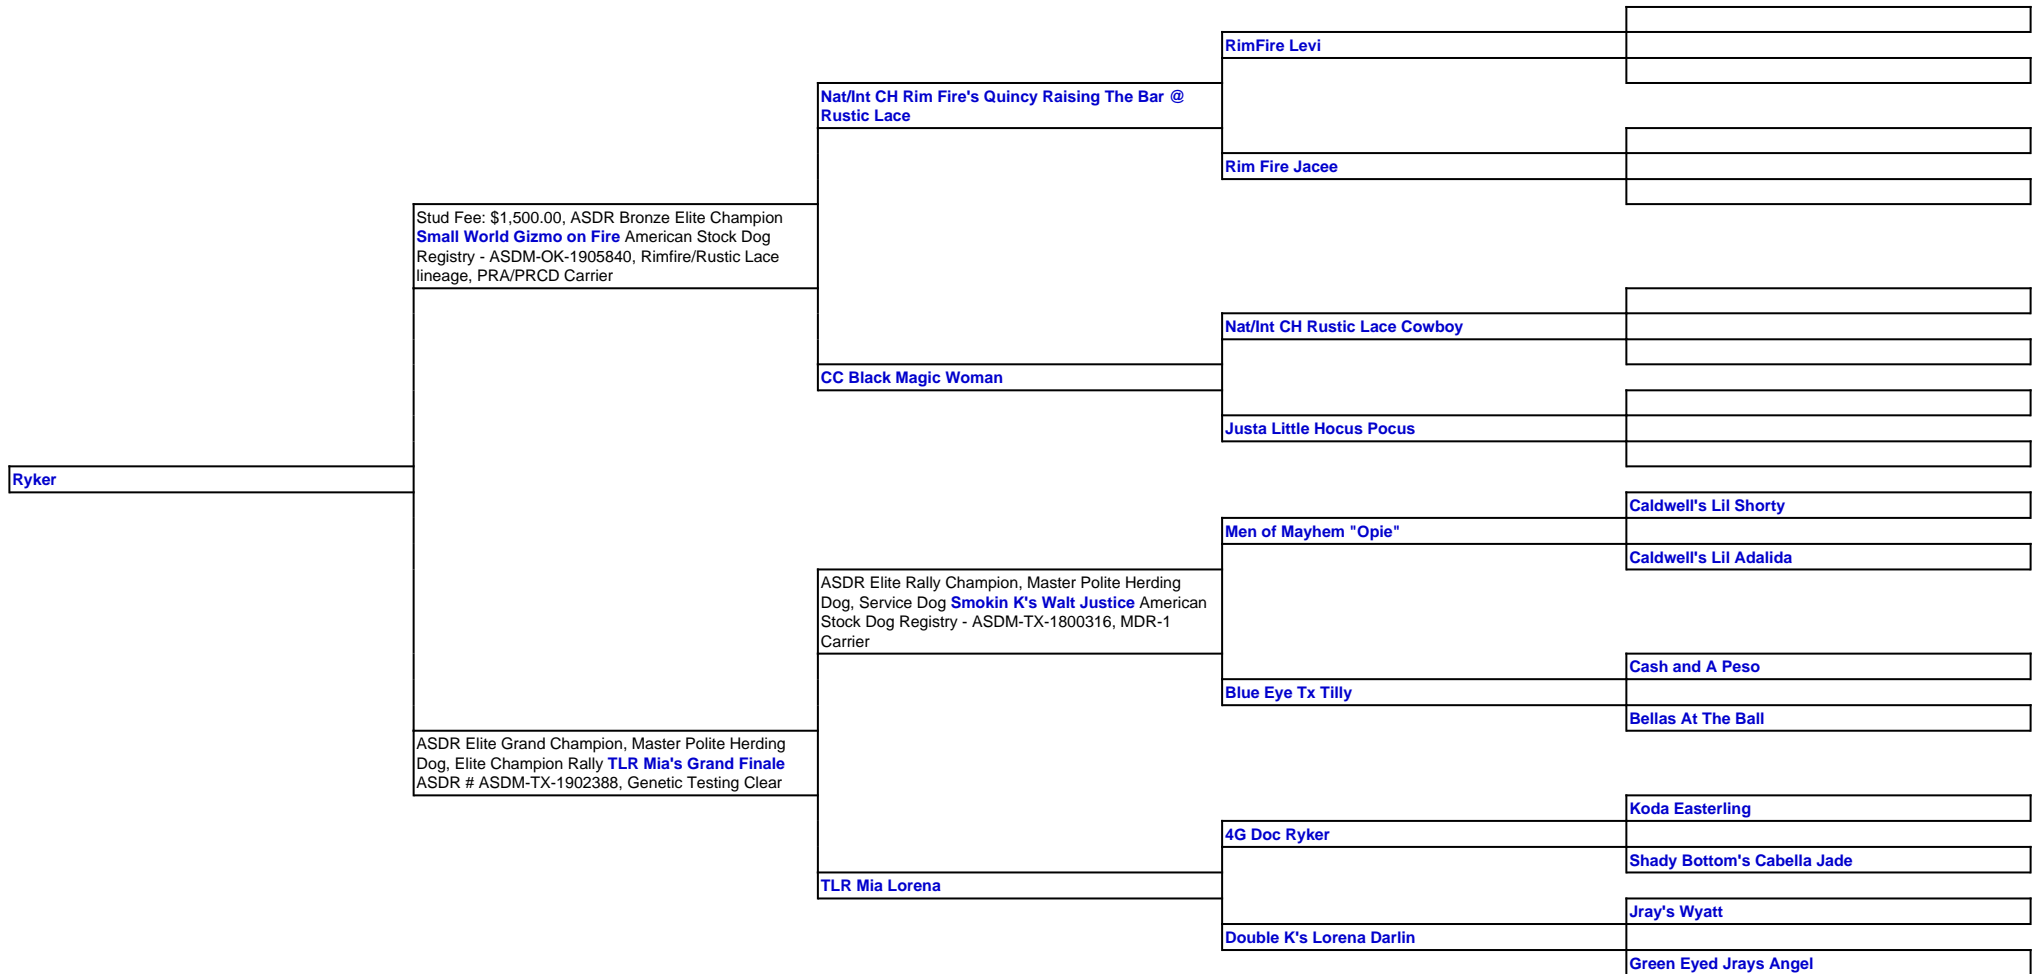 RimFire Levi
Nat/Int CH Rim Fire's Quincy Raising The Bar @
Rustic Lace
Rim Fire Jacee
Stud Fee: $1,500.00, ASDR Bronze Elite Champion
Small World Gizmo on Fire American Stock Dog
Registry - ASDM-OK-1905840, Rimfire/Rustic Lace
lineage, PRA/PRCD Carrier
Nat/Int CH Rustic Lace Cowboy
CC Black Magic Woman
Justa Little Hocus Pocus
Ryker
Caldwell's Lil Shorty
Men of Mayhem "Opie"
Caldwell's Lil Adalida
ASDR Elite Rally Champion, Master Polite Herding
Dog, Service Dog Smokin K's Walt Justice American
Stock Dog Registry - ASDM-TX-1800316, MDR-1
Carrier
Cash and A Peso
Blue Eye Tx Tilly
Bellas At The Ball
ASDR Elite Grand Champion, Master Polite Herding
Dog, Elite Champion Rally TLR Mia's Grand Finale
ASDR # ASDM-TX-1902388, Genetic Testing Clear
Koda Easterling
4G Doc Ryker
Shady Bottom's Cabella Jade
TLR Mia Lorena
Jray's Wyatt
Double K's Lorena Darlin
Green Eyed Jrays Angel